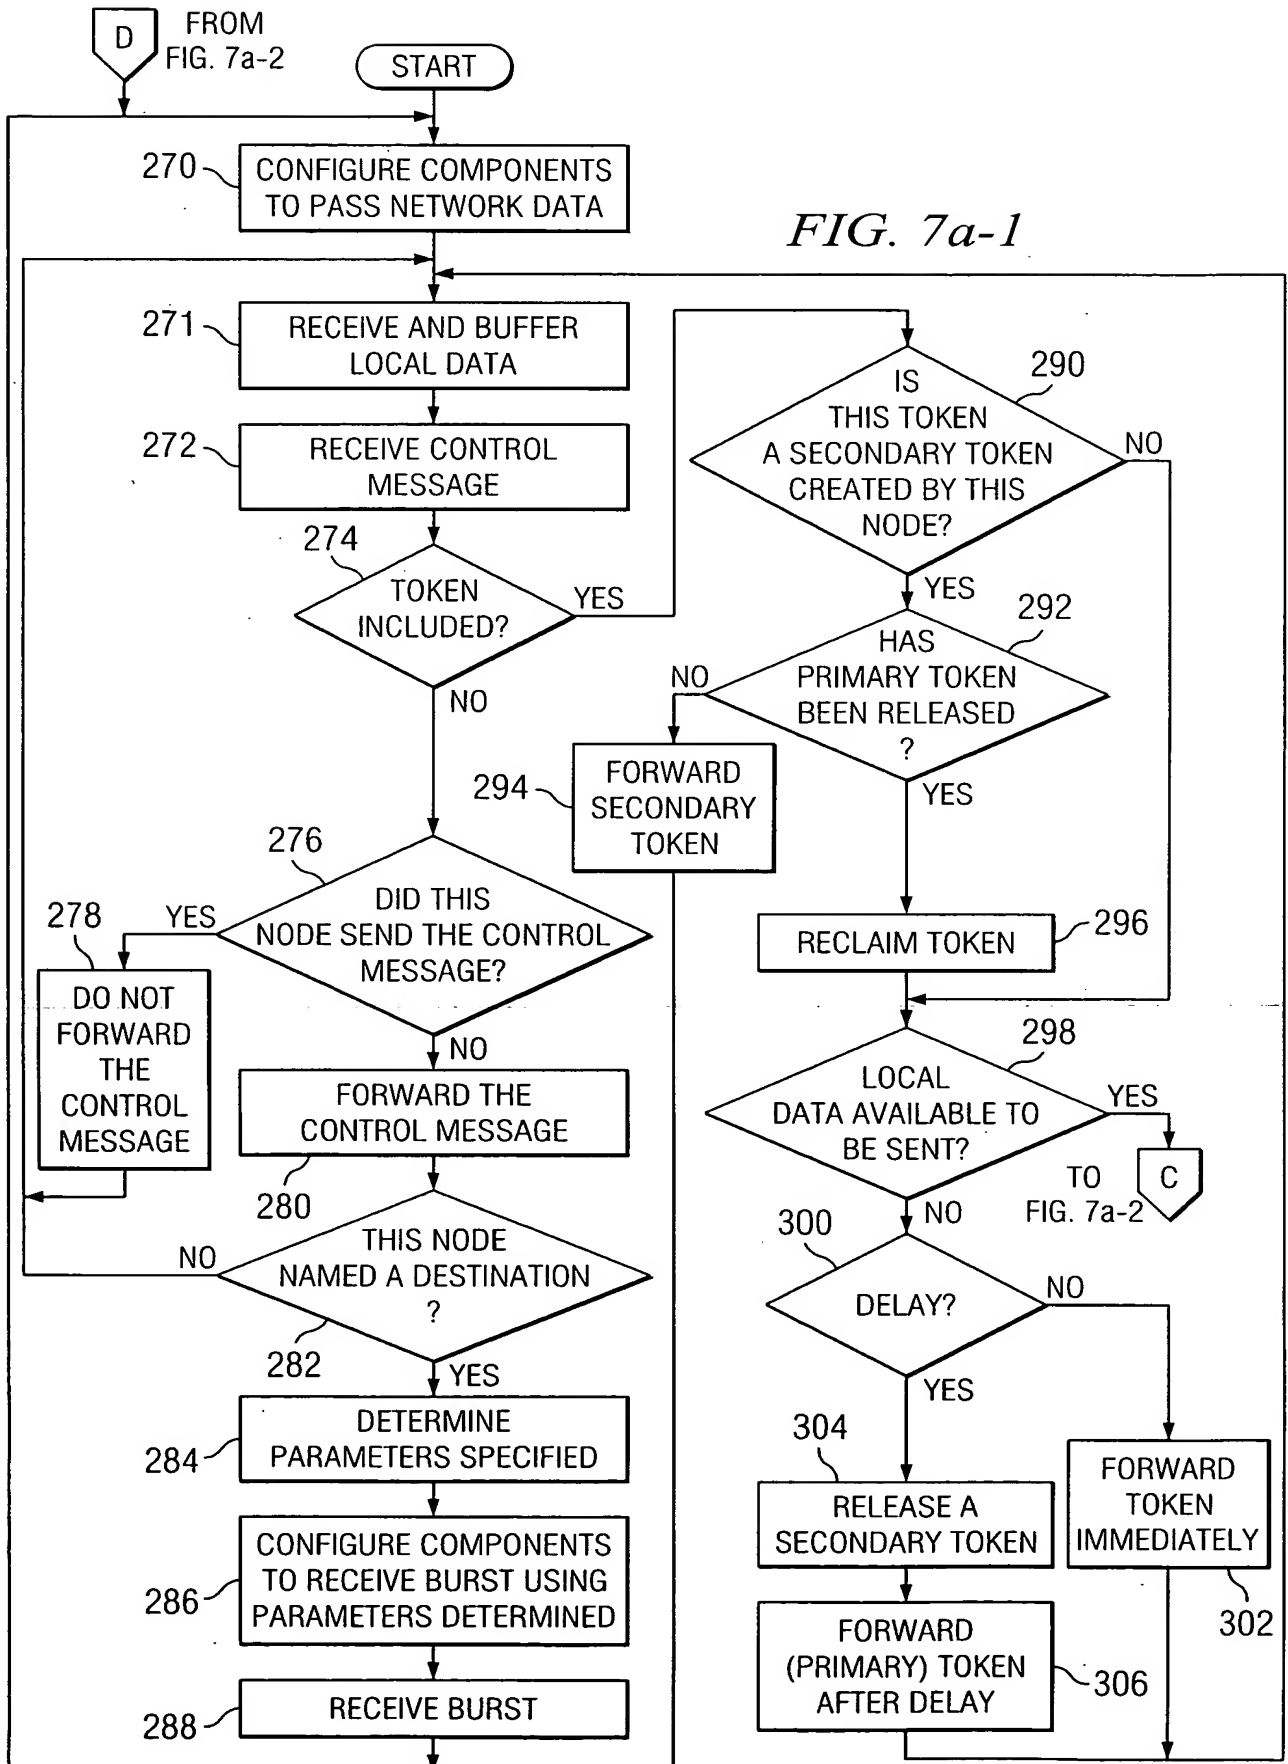 D
FROM
FIG. 7a-2
START
270
CONFIGURE COMPONENTS
TO PASS NETWORK DATA
FIG. 7a-1
271
RECEIVE AND BUFFER
LOCAL DATA
272
RECEIVE CONTROL
MESSAGE
274
TOKEN
INCLUDED?
YES
NO
276
DID THIS
NODE SEND THE CONTROL
MESSAGE?
YES
278
DO NOT
FORWARD
THE
CONTROL
MESSAGE
NO
FORWARD THE
CONTROL MESSAGE
280
THIS NODE
NAMED A DESTINATION
?
NO
282
YES
DETERMINE
PARAMETERS SPECIFIED
284
CONFIGURE COMPONENTS
TO RECEIVE BURST USING
PARAMETERS DETERMINED
286
RECEIVE BURST
288
IS
THIS TOKEN
A SECONDARY TOKEN
CREATED BY THIS
NODE?
290
NO
YES
292
HAS
PRIMARY TOKEN
BEEN RELEASED
?
NO
294
FORWARD
SECONDARY
TOKEN
YES
RECLAIM TOKEN
296
298
LOCAL
DATA AVAILABLE TO
BE SENT?
YES
TO
FIG. 7a-2
C
NO
300
DELAY?
NO
YES
304
RELEASE A
SECONDARY TOKEN
FORWARD
TOKEN
IMMEDIATELY
302
FORWARD
(PRIMARY) TOKEN
AFTER DELAY
306